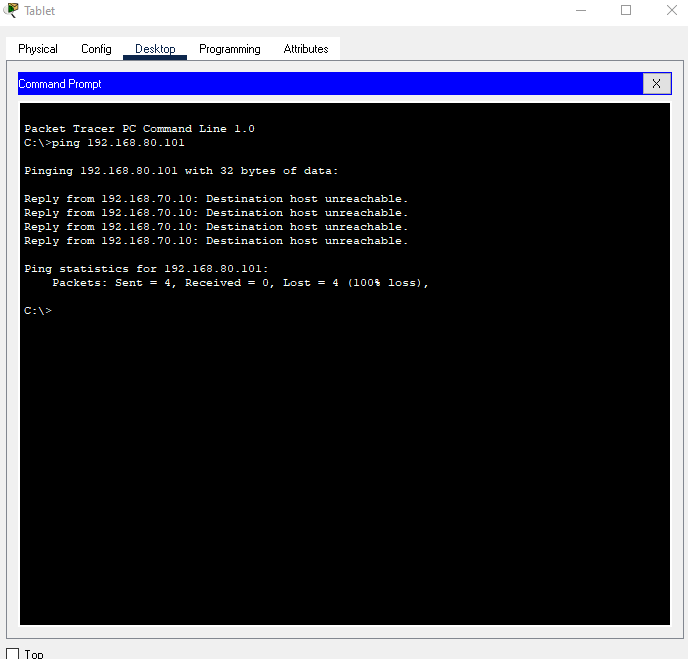 Tablet
Physical Config Desktop Programming Attributes
Command Prompt X
Packet Tracer PC Command Line 1.0
C:\>ping 192.168.80.101
Pinging 192.168.80.101 with 32 bytes of data:
Reply from 192.168.70.10: Destination host unreachable.
Reply from 192.168.70.10: Destination host unreachable.
Reply from 192.168.70.10: Destination host unreachable.
Reply from 192.168.70.10: Destination host unreachable.
Ping statistics for 192.168.80.101:
Packets: Sent = 4, Received = 0, Lost = 4 (100% loss),
C:\>
Top